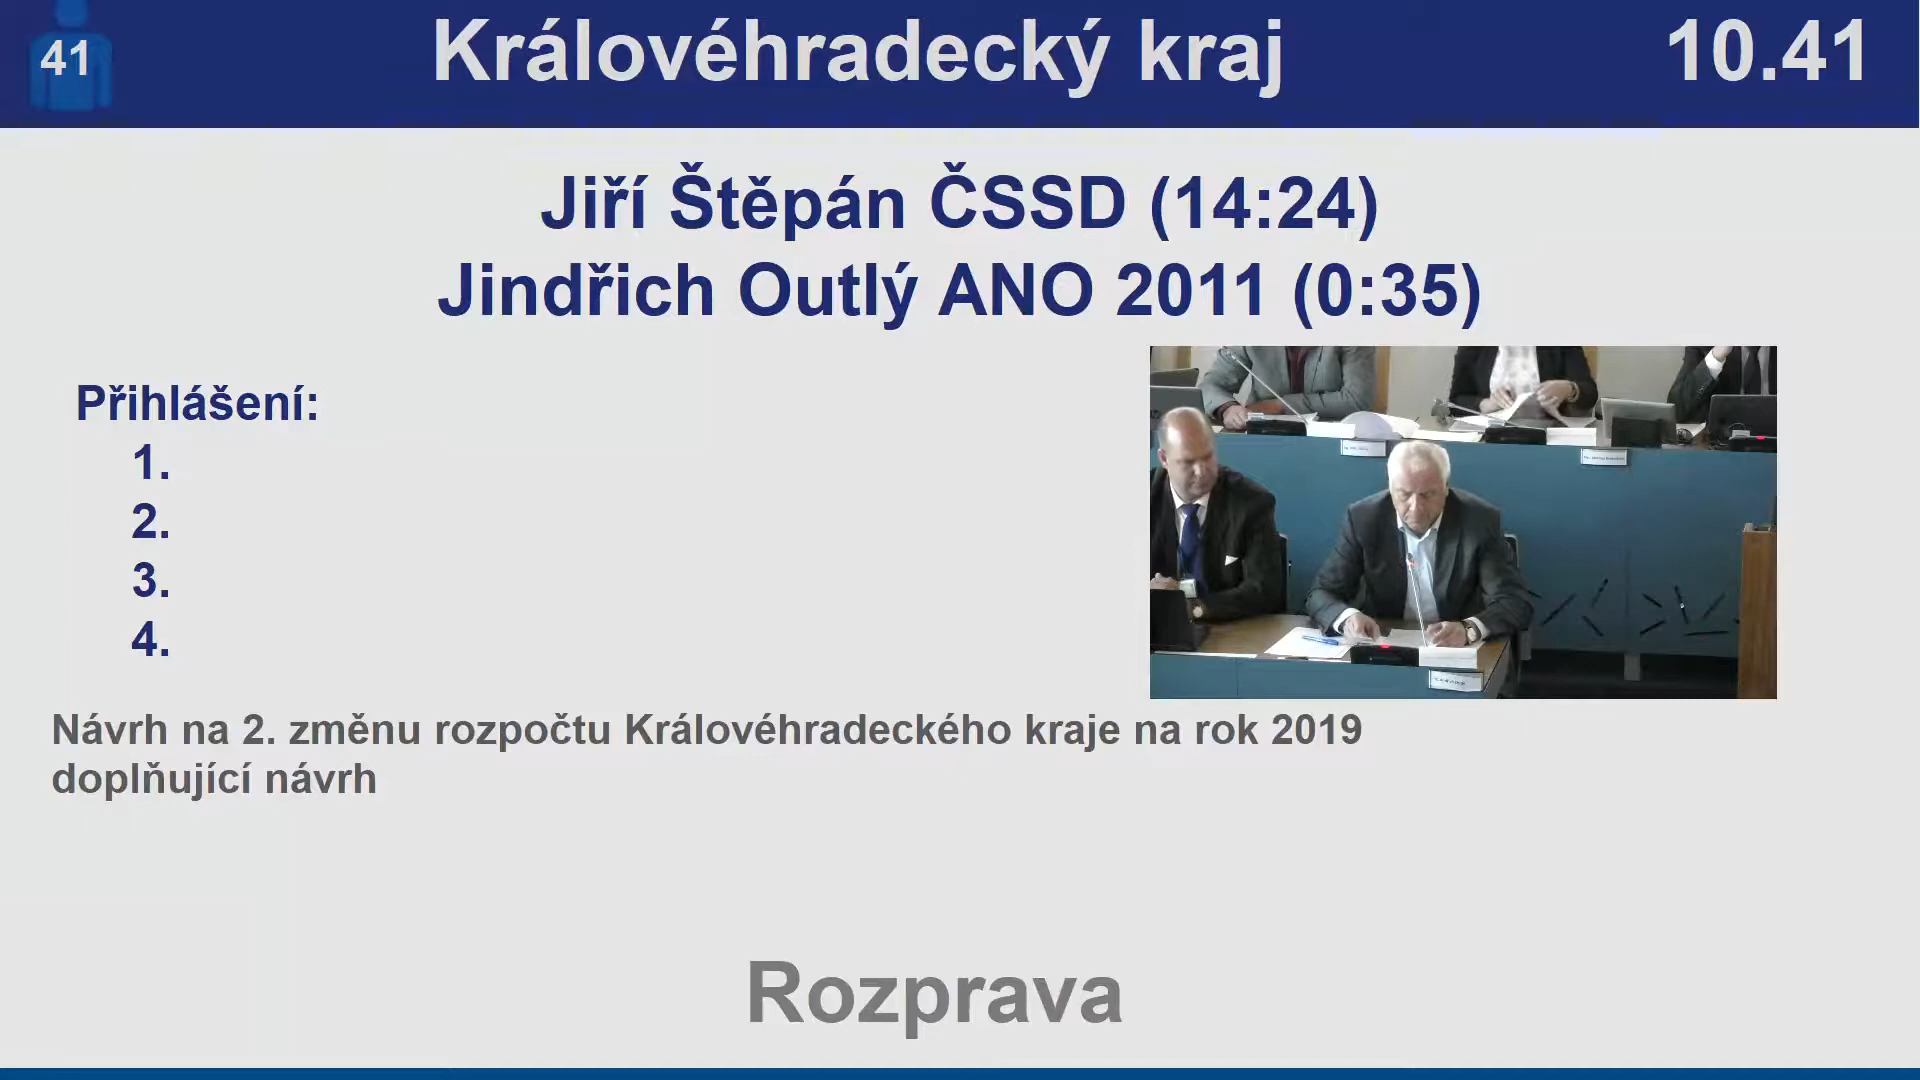 41
Královéhradecký kraj
10.41
Jiří Štěpán ČSSD (14:24)
Jindřich Outlý ANO 2011 (0:35)
Přihlášení:
1.
2.
3.
4.
Návrh na 2. změnu rozpočtu Královéhradeckého kraje na rok 2019
doplňující návrh
Rozprava